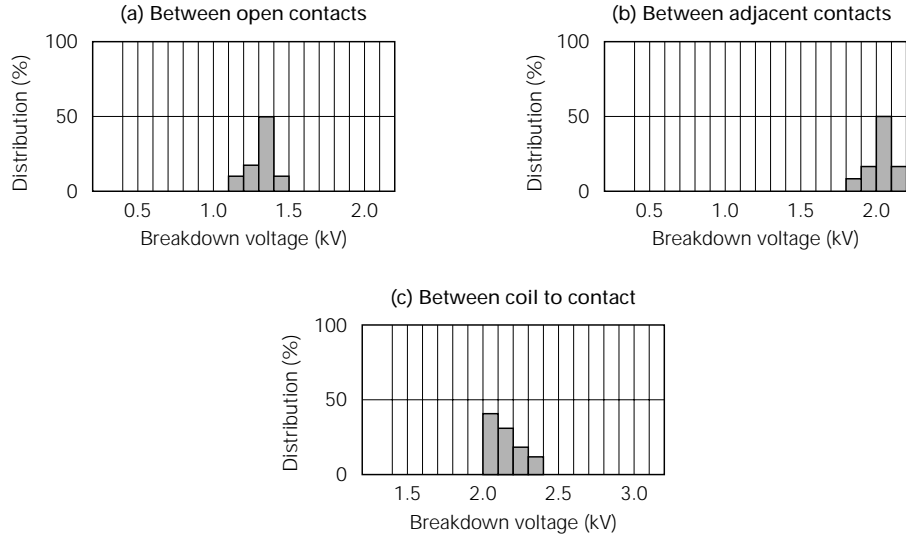 (a) Between open contacts
Distribution (%)
100
50
0
0.5 1.0 1.5 2.0
Breakdown voltage (kV)
(b) Between adjacent contacts
Distribution (%)
100
50
0
0.5 1.0 1.5 2.0
Breakdown voltage (kV)
(c) Between coil to contact
Distribution (%)
100
50
0
1.5 2.0 2.5 3.0
Breakdown voltage (kV)